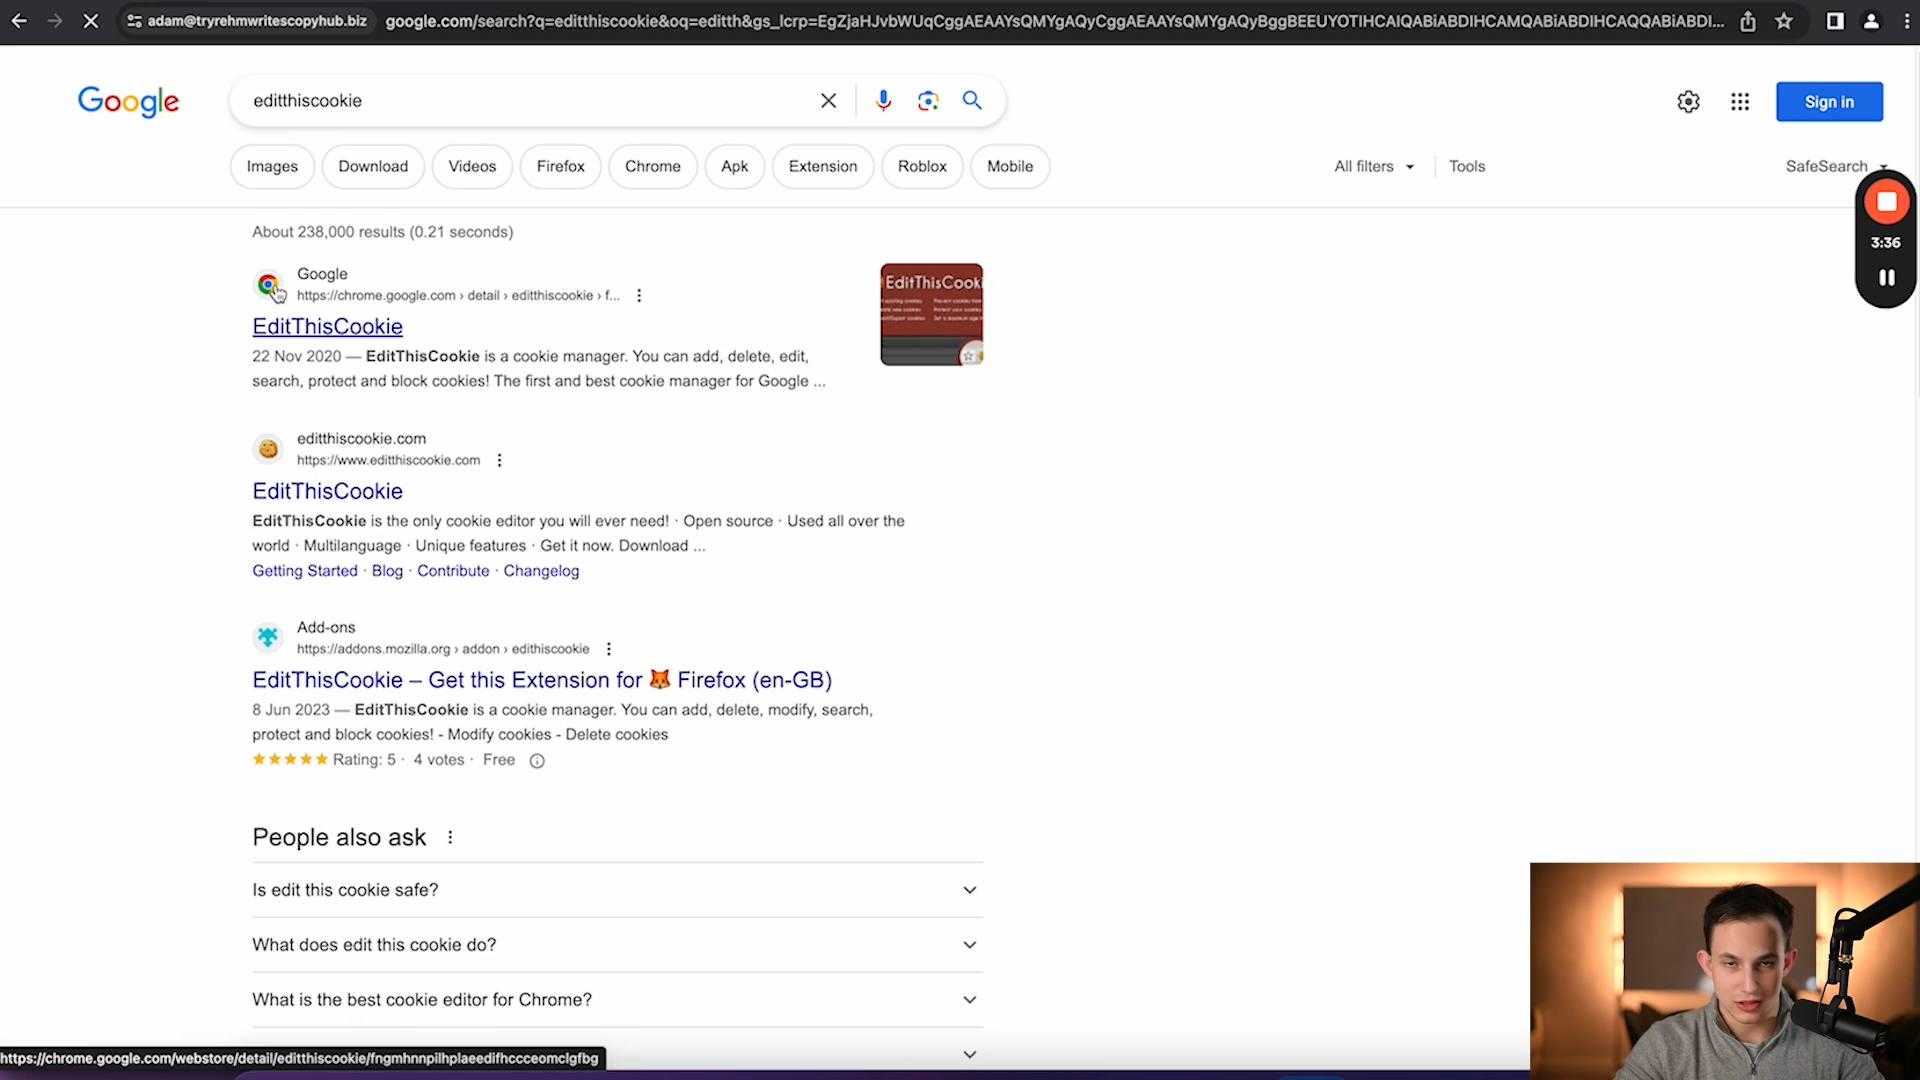 adam@tryrehmwritescopyhub.biz google.com/search?q=editthiscookie&oq=editth&gs_lcrp=EgZjaHJvbWUqCggAEAAYsQMYgAQyCggAEAAYsQMYgAQyBggBEEUYOTIHCAIQABiABDIHCAMQABiABDIHCAQQABiABDI...
Google
editthiscookie
Sign in
Images Download Videos Firefox Chrome Apk Extension Roblox Mobile
All filters Tools SafeSearch
3:36
About 238,000 results (0.21 seconds)
Google
https://chrome.google.com › detail › editthiscookie › f...
EditThisCookie
22 Nov 2020 — EditThisCookie is a cookie manager. You can add, delete, edit,
search, protect and block cookies! The first and best cookie manager for Google ...
EditThisCooki
editthiscookie.com
https://www.editthiscookie.com
EditThisCookie
EditThisCookie is the only cookie editor you will ever need! · Open source · Used all over the
world · Multilanguage · Unique features · Get it now. Download ...
Getting Started · Blog · Contribute · Changelog
Add-ons
https://addons.mozilla.org › addon › edithiscookie
EditThisCookie – Get this Extension for 🦊 Firefox (en-GB)
8 Jun 2023 — EditThisCookie is a cookie manager. You can add, delete, modify, search,
protect and block cookies! - Modify cookies - Delete cookies
Rating: 5 · 4 votes · Free
People also ask
Is edit this cookie safe?
What does edit this cookie do?
What is the best cookie editor for Chrome?
https://chrome.google.com/webstore/detail/editthiscookie/fngmhnnpilhplaeedifhccceomclgfbg